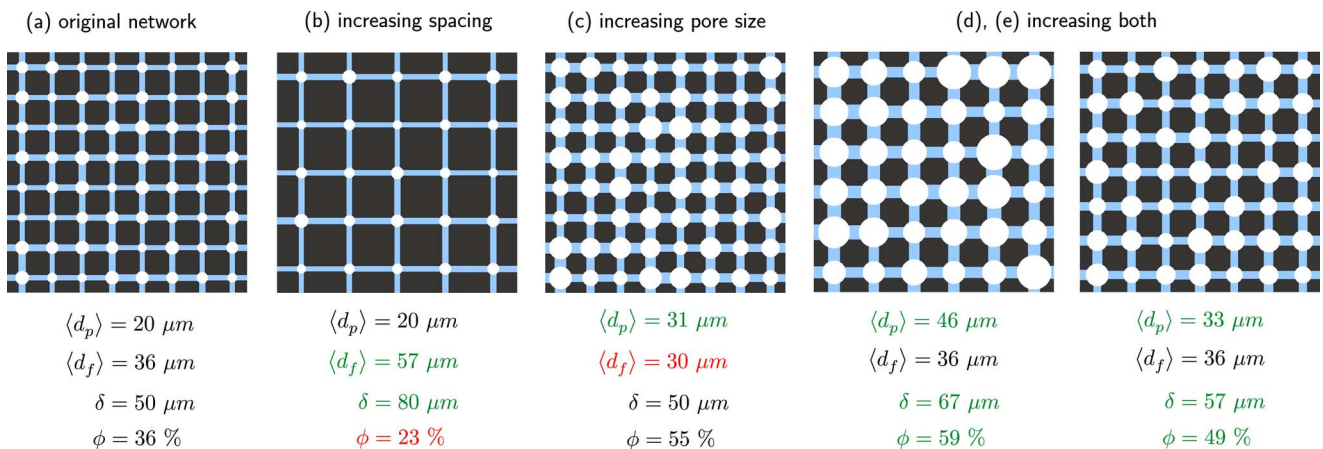 (a) original network
(b) increasing spacing
(c) increasing pore size
(d), (e) increasing both
⟨d_p⟩ = 20 μm
⟨d_f⟩ = 36 μm
δ = 50 μm
ϕ = 36 %
⟨d_p⟩ = 20 μm
⟨d_f⟩ = 57 μm
δ = 80 μm
ϕ = 23 %
⟨d_p⟩ = 31 μm
⟨d_f⟩ = 30 μm
δ = 50 μm
ϕ = 55 %
⟨d_p⟩ = 46 μm
⟨d_f⟩ = 36 μm
δ = 67 μm
ϕ = 59 %
⟨d_p⟩ = 33 μm
⟨d_f⟩ = 36 μm
δ = 57 μm
ϕ = 49 %